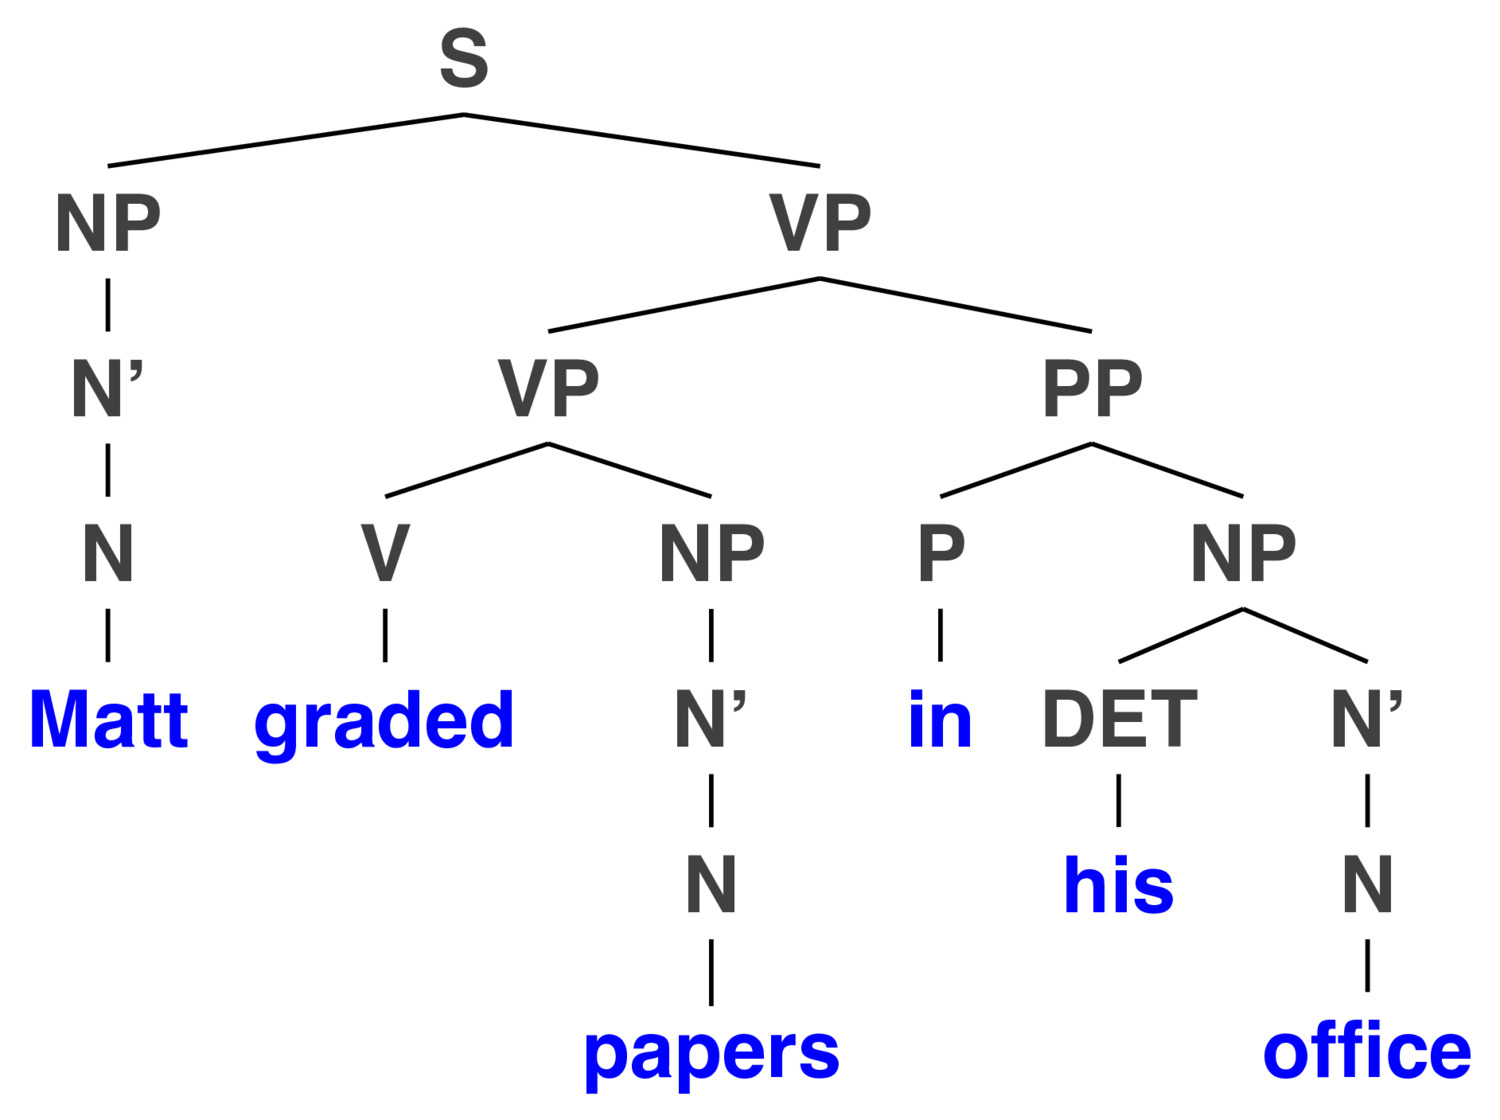 S
NP VP
N’ VP PP
N V NP P NP
Matt graded N’ in DET N’
N his N
papers office